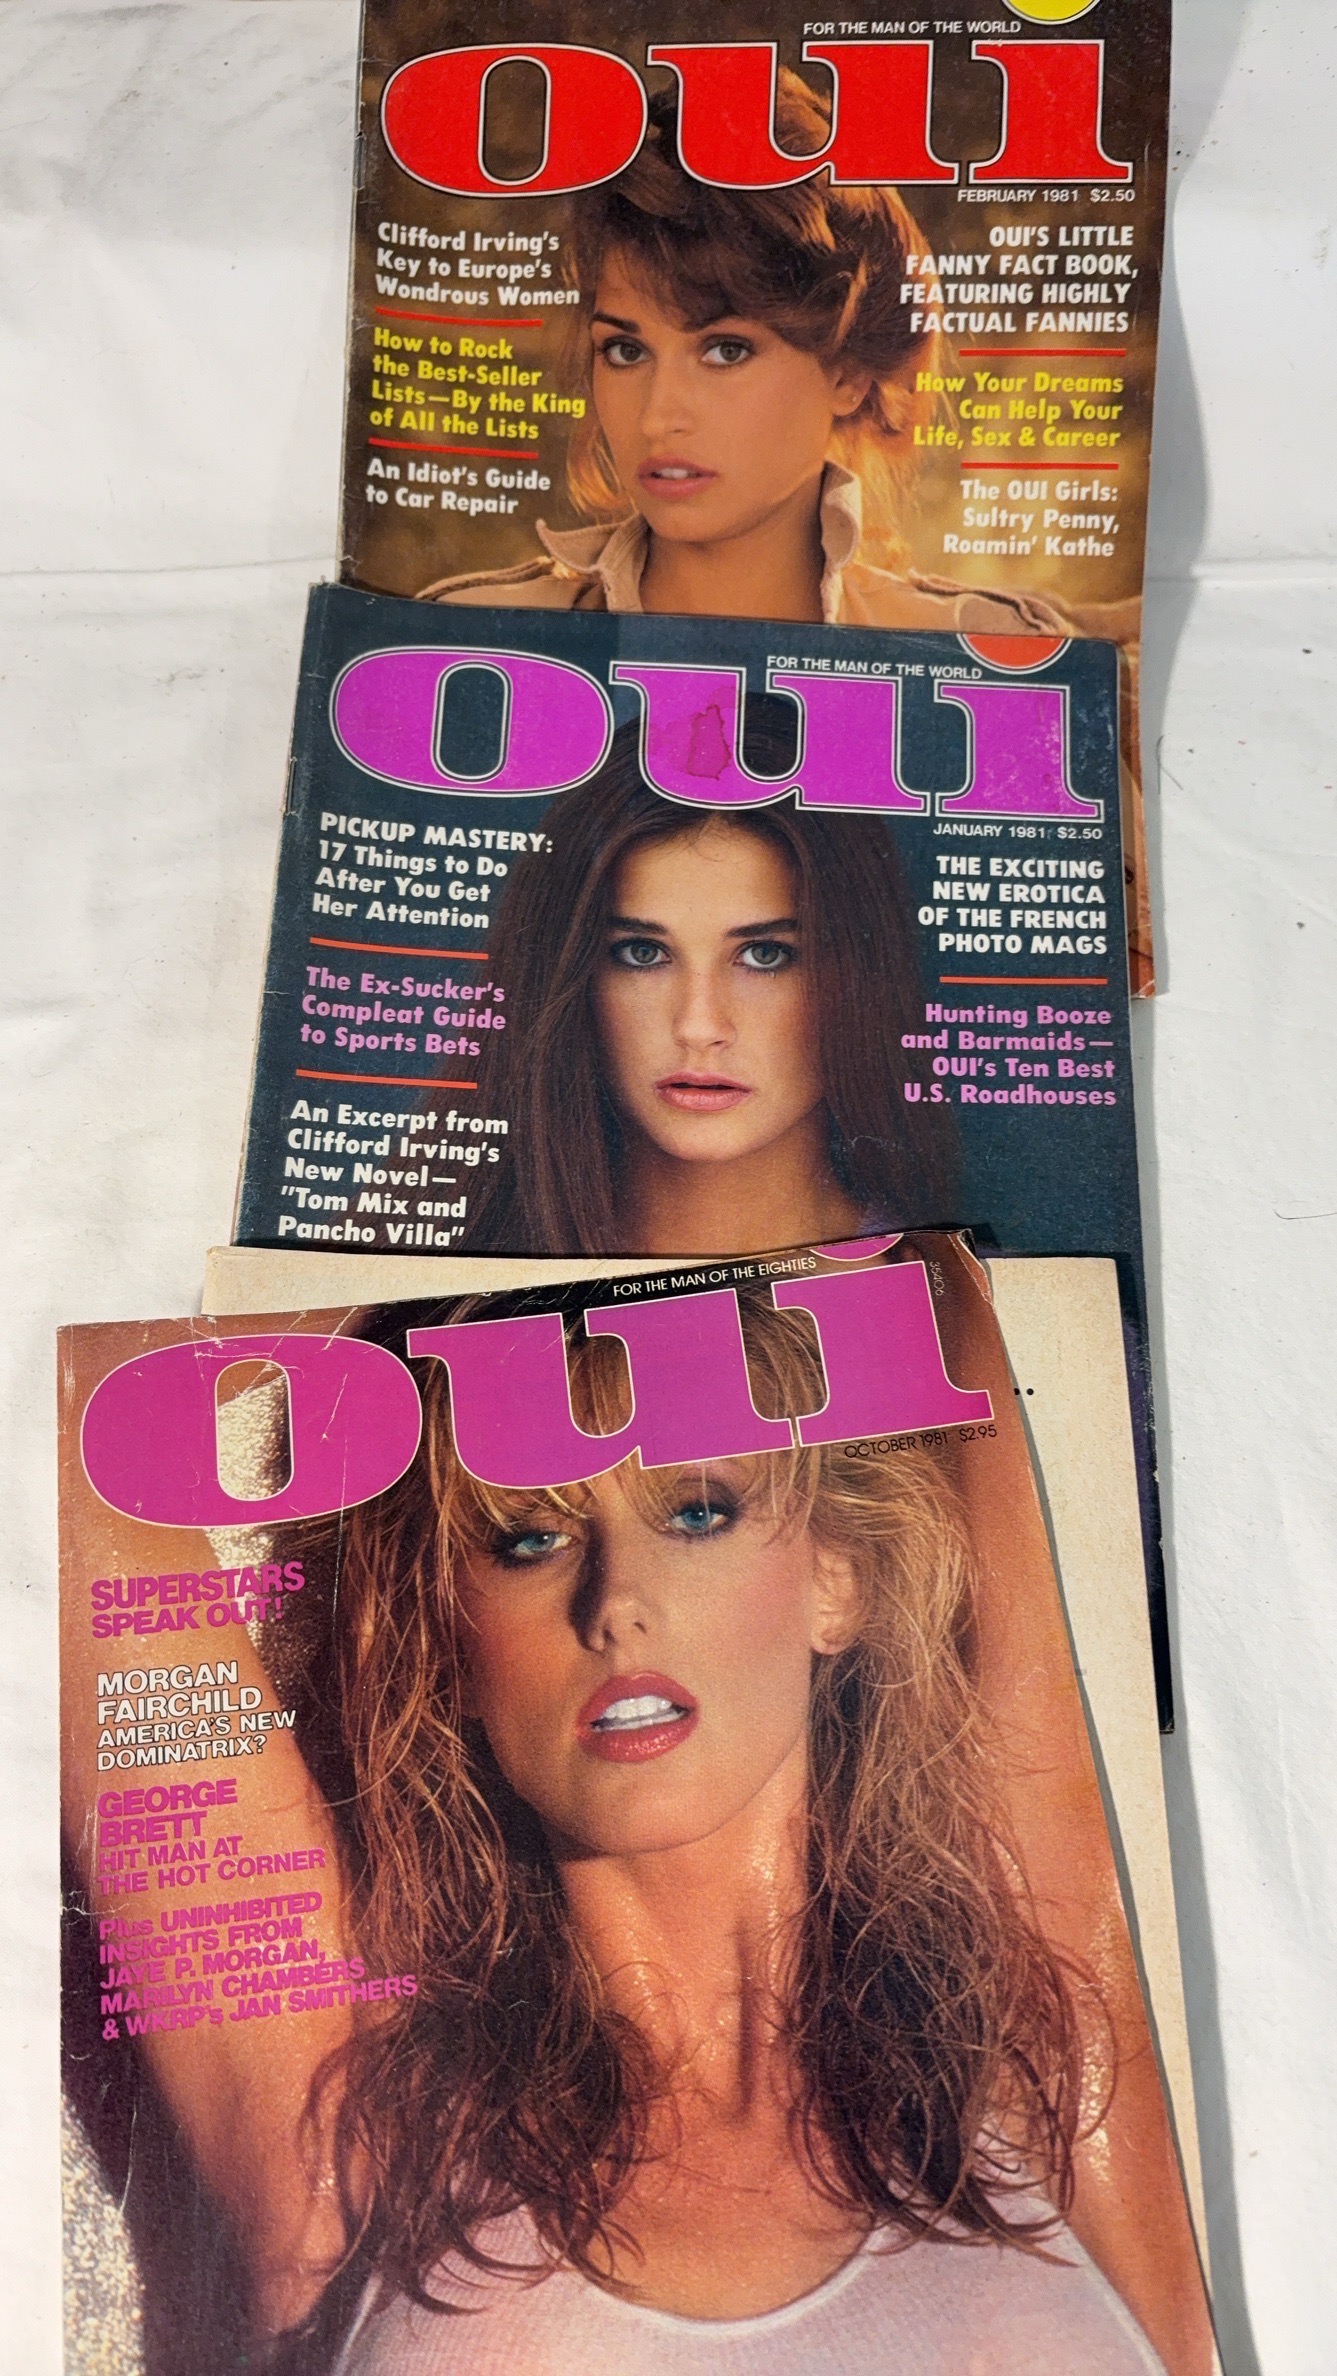 FOR THE MAN OF THE WORLD
oui
FEBRUARY 1981 $2.50
Clifford Irving's
Key to Europe's
Wondrous Women
How to Rock
the Best-Seller
Lists—By the King
of All the Lists
An Idiot's Guide
to Car Repair
OUI'S LITTLE
FANNY FACT BOOK,
FEATURING HIGHLY
FACTUAL FANNIES
How Your Dreams
Can Help Your
Life, Sex & Career
The OUI Girls:
Sultry Penny,
Roamin' Kathe
FOR THE MAN OF THE WORLD
oui
JANUARY 1981 $2.50
PICKUP MASTERY:
17 Things to Do
After You Get
Her Attention
The Ex-Sucker's
Compleat Guide
to Sports Bets
An Excerpt from
Clifford Irving's
New Novel—
"Tom Mix and
Pancho Villa"
THE EXCITING
NEW EROTICA
OF THE FRENCH
PHOTO MAGS
Hunting Booze
and Barmaids—
OUI's Ten Best
U.S. Roadhouses
FOR THE MAN OF THE EIGHTIES
35406
oui
OCTOBER 1981 $2.95
SUPERSTARS
SPEAK OUT!
MORGAN
FAIRCHILD
AMERICA'S NEW
DOMINATRIX?
GEORGE
BRETT
HIT MAN AT
THE HOT CORNER
Plus UNINHIBITED
INSIGHTS FROM
JAYE P. MORGAN,
MARILYN CHAMBERS
& WKRP's JAN SMITHERS